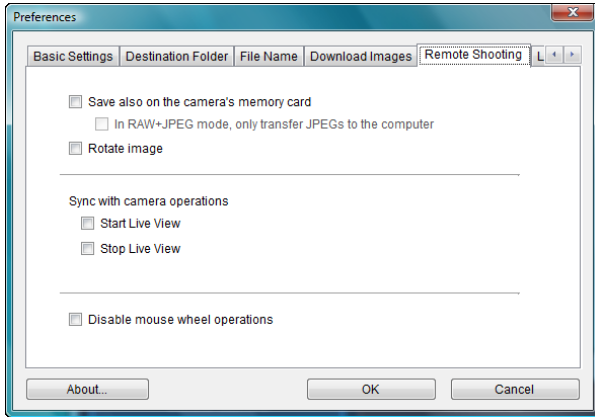 Preferences
Basic Settings Destination Folder File Name Download Images Remote Shooting L
Save also on the camera's memory card
In RAW+JPEG mode, only transfer JPEGs to the computer
Rotate image
Sync with camera operations
Start Live View
Stop Live View
Disable mouse wheel operations
About... OK Cancel